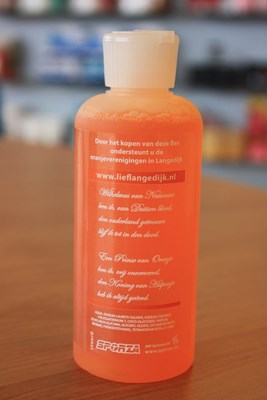 Door het kopen van deze fles
ondersteunt u de
oranjeverenigingen in Langedijk
www.lieflangedijk.nl
Wilhelmus van Nassouwe
ben ik, van Duitsen bloed,
den vaderland getrouwe
blijf ik tot in den dood.
Een Prinse van Oranje
ben ik, vrij onverveerd,
den Koning van Hispanje
heb ik altijd geëerd.
SPORZA